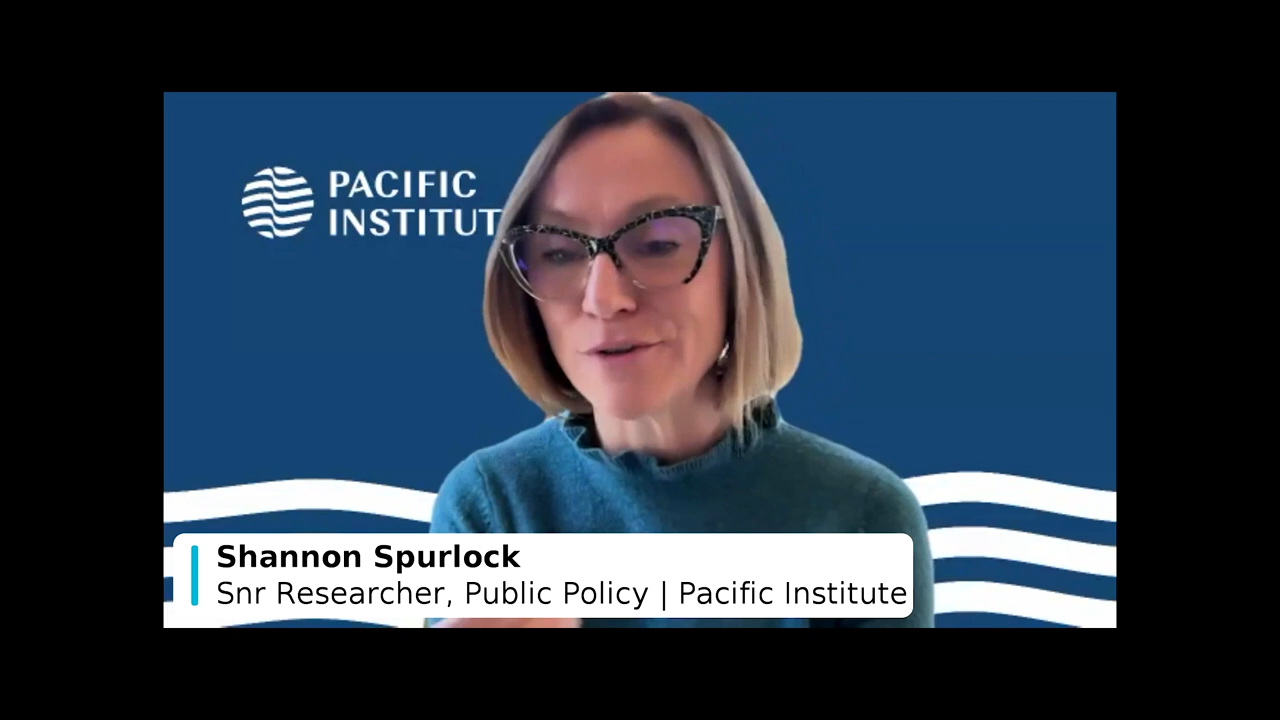 PACIFIC
INSTITUT
Shannon Spurlock
Snr Researcher, Public Policy | Pacific Institute